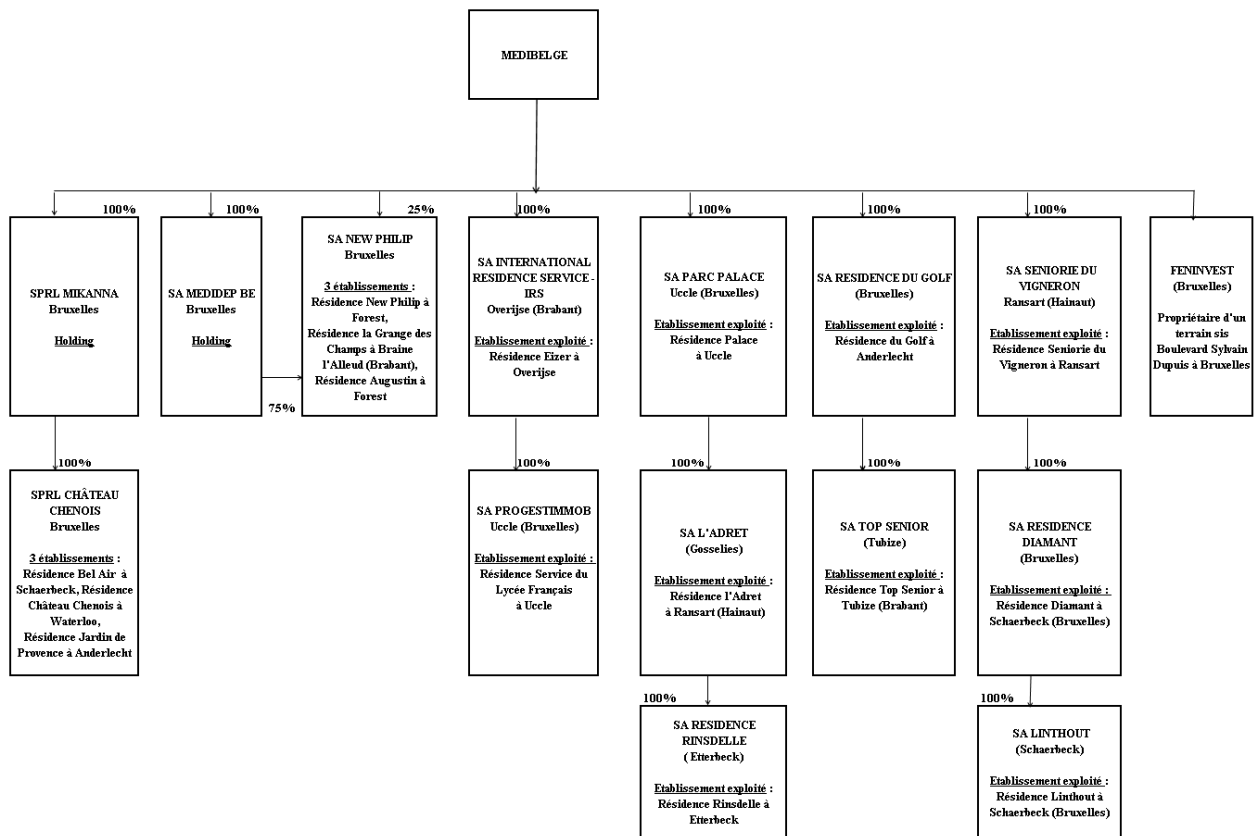 MEDIBELGE
100%
100%
25%
100%
100%
100%
100%
SPRL MIKANNA
Bruxelles
Holding
SA MEDIDEP BE
Bruxelles
Holding
75%
SA NEW PHILIP
Bruxelles
3 établissements :
Résidence New Philip à
Forest,
Résidence la Grange des
Champs à Braine
l'Alleud (Brabant),
Résidence Augustin à
Forest
SA INTERNATIONAL
RESIDENCE SERVICE -
IRS
Overijse (Brabant)
Etablissement exploité :
Résidence Eizer à
Overijse
SA PARC PALACE
Uccle (Bruxelles)
Etablissement exploité :
Résidence Palace
à Uccle
SA RESIDENCE DU GOLF
(Bruxelles)
Etablissement exploité :
Résidence du Golf à
Anderlecht
SA SENIORIE DU
VIGNERON
Ransart (Hainaut)
Etablissement exploité :
Résidence Seniorie du
Vigneron à Ransart
FENINVEST
(Bruxelles)
Propriétaire d'un
terrain sis
Boulevard Sylvain
Dupuis à Bruxelles
100%
100%
100%
100%
100%
SPRL CHÂTEAU
CHENOIS
Bruxelles
3 établissements :
Résidence Bel Air à
Schaerbeck, Résidence
Château Chenois à
Waterloo,
Résidence Jardin de
Provence à Anderlecht
SA PROGESTIMMOB
Uccle (Bruxelles)
Etablissement exploité :
Résidence Service du
Lycée Français
à Uccle
SA L'ADRET
(Gosselies)
Etablissement exploité :
Résidence l'Adret
à Ransart (Hainaut)
SA TOP SENIOR
(Tubize)
Etablissement exploité :
Résidence Top Senior à
Tubize (Brabant)
SA RESIDENCE
DIAMANT
(Bruxelles)
Etablissement exploité :
Résidence Diamant à
Schaerbeck (Bruxelles)
100%
100%
SA RESIDENCE
RINSDELLE
( Etterbeck)
Etablissement exploité :
Résidence Rinsdelle à
Etterbeck
SA LINTHOUT
(Schaerbeck)
Etablissement exploité :
Résidence Linthout à
Schaerbeck (Bruxelles)